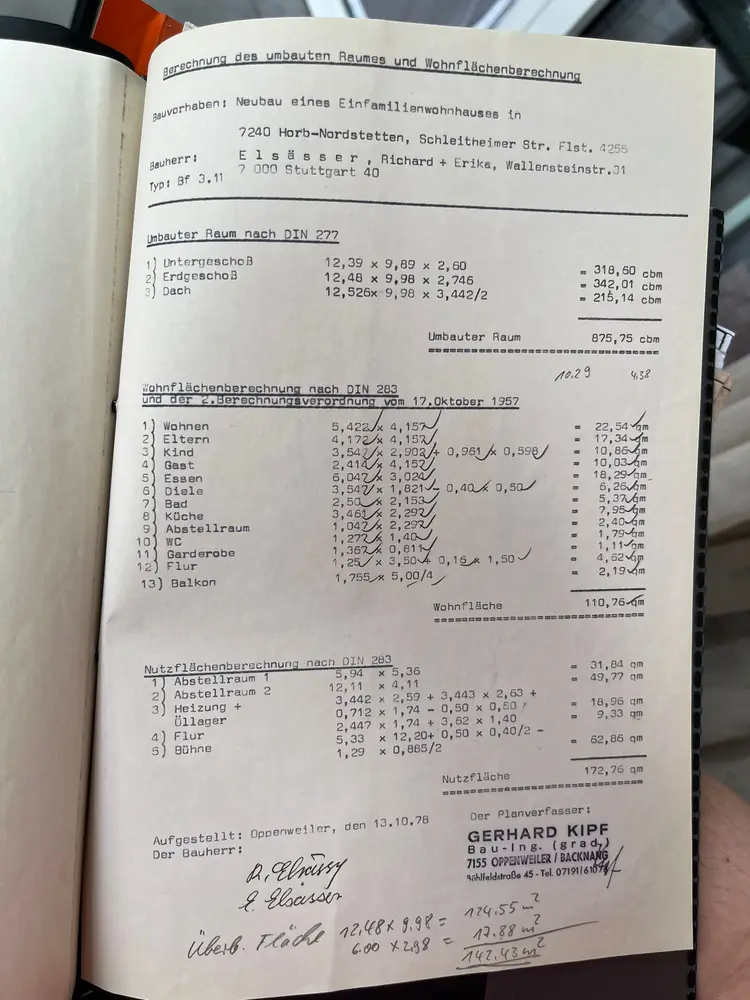 Berechnung des umbauten Raumes und Wohnflächenberechnung
Bauvorhaben: Neubau eines Einfamilienwohnhauses in
7240 Horb-Nordstetten, Schleitheimer Str. Flst. 4255
Bauherr: E l s ä s s e r , Richard + Erika, Wallensteinstr.31
Typ: Bf 3.11 7 000 Stuttgart 40
Umbauter Raum nach DIN 277
1) Untergeschoß 12,39 x 9,89 x 2,60 = 318,60 cbm
2) Erdgeschoß 12,48 x 9,98 x 2,746 = 342,01 cbm
3) Dach 12,526x 9,98 x 3,442/2 = 215,14 cbm
Umbauter Raum 875,75 cbm
10.29 4.38
Wohnflächenberechnung nach DIN 283
und der 2.Berechnungsverordnung vom 17.Oktober 1957
1) Wohnen 5,422 x 4,157 = 22,54 qm
2) Eltern 4,172 x 4,157 = 17,34 qm
3) Kind 3,547 x 2,902 + 0,961 x 0,598 = 10,86 qm
4) Gast 2,414 x 4,157 = 10,03 qm
5) Essen 6,047 x 3,024 = 18,29 qm
6) Diele 3,547 x 1,821 - 0,40 x 0,50 = 6,26 qm
7) Bad 2,50 x 2,153 = 5,37 qm
8) Küche 3,461 x 2,297 = 7,95 qm
9) Abstellraum 1,047 x 2,297 = 2,40 qm
10) WC 1,277 x 1,40 = 1,79 qm
11) Garderobe 1,367 x 0,811 = 1,11 qm
12) Flur 1,25 x 3,50 + 0,16 x 1,50 = 4,62 qm
13) Balkon 1,755 x 5,00/4 = 2,19 qm
Wohnfläche 110,76 qm
Nutzflächenberechnung nach DIN 283
1) Abstellraum 1 5,94 x 5,36 = 31,84 qm
2) Abstellraum 2 12,11 x 4,11 = 49,77 qm
3) Heizung + 3,442 x 2,59 + 3,443 x 2,63 +
Öllager 0,712 x 1,74 - 0,50 x 0,50 = 18,96 qm
4) Flur 2,447 x 1,74 + 3,62 x 1,40 = 9,33 qm
5) Bühne 5,33 x 12,20+ 0,50 x 0,40/2 -
1,29 x 0,885/2 = 62,86 qm
Nutzfläche 172,76 qm
Aufgestellt: Oppenweiler, den 13.10.78
Der Bauherr:
Der Planverfasser:
GERHARD KIPF
Bau-Ing. (grad.)
7155 OPPENWEILER / BACKNANG
Bühlfeldstraße 45 - Tel. 07191/
R. Elsässer
E. Elsässer
Überb. Fläche 12.48 x 9.98 = 124.55 m²
6.00 x 2.98 = 17.88 m²
142.43 m²